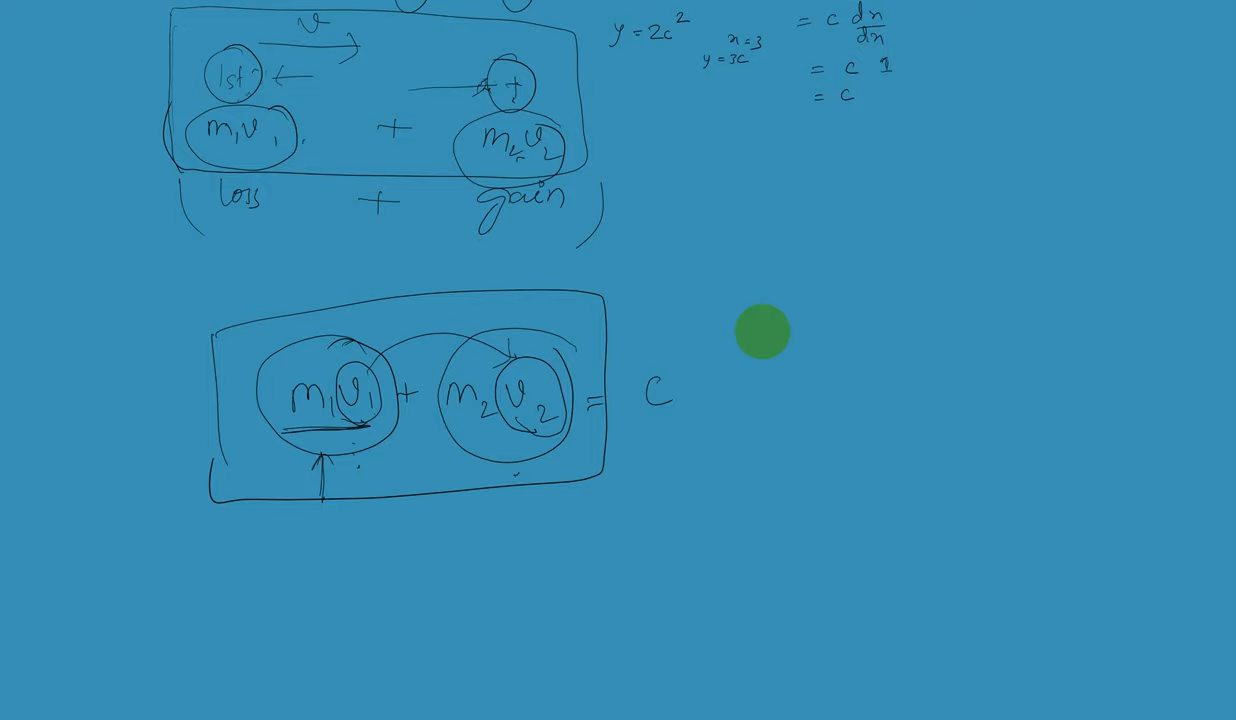 v
1st +
m₁v₁ + m₂v₂
loss + gain
y = 2c²
x = 3
y = 3c
= c dx/dx
= c 1
= c
m₁v₁ + m₂v₂ = C